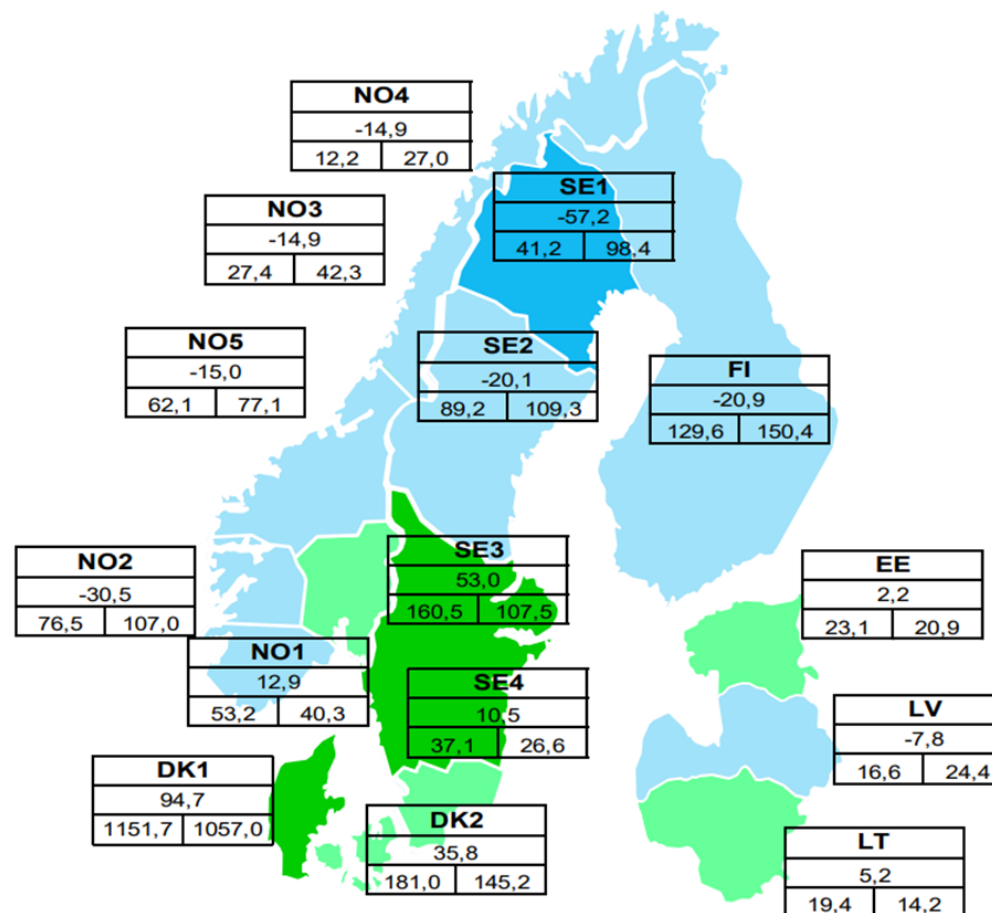 NO4
-14,9
12,2 27,0
SE1
-57,2
41,2 98,4
NO3
-14,9
27,4 42,3
NO5
-15,0
62,1 77,1
SE2
-20,1
89,2 109,3
FI
-20,9
129,6 150,4
NO2
-30,5
76,5 107,0
SE3
53,0
160,5 107,5
EE
2,2
23,1 20,9
NO1
12,9
53,2 40,3
SE4
10,5
37,1 26,6
LV
-7,8
16,6 24,4
DK1
94,7
1151,7 1057,0
DK2
35,8
181,0 145,2
LT
5,2
19,4 14,2